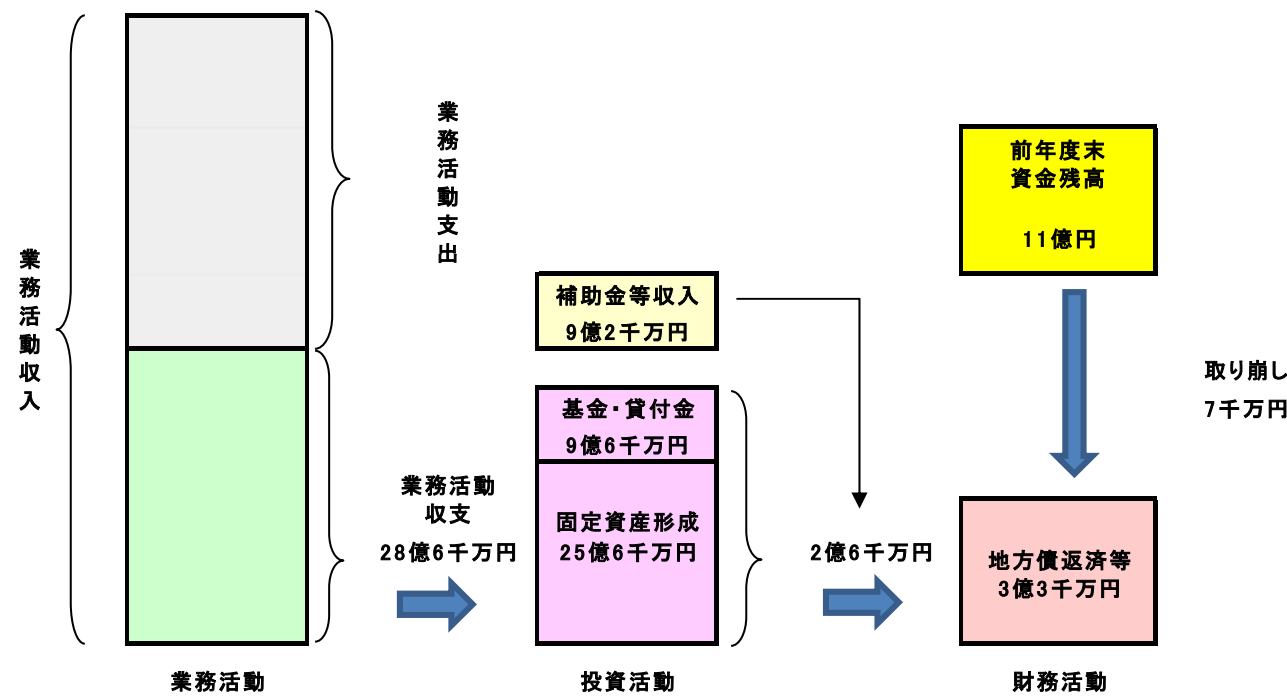 業務活動収入
業務活動支出
業務活動
業務活動
収支
28億6千万円
補助金等収入
9億2千万円
基金・貸付金
9億6千万円
固定資産形成
25億6千万円
投資活動
2億6千万円
前年度末
資金残高
11億円
取り崩し
7千万円
地方債返済等
3億3千万円
財務活動